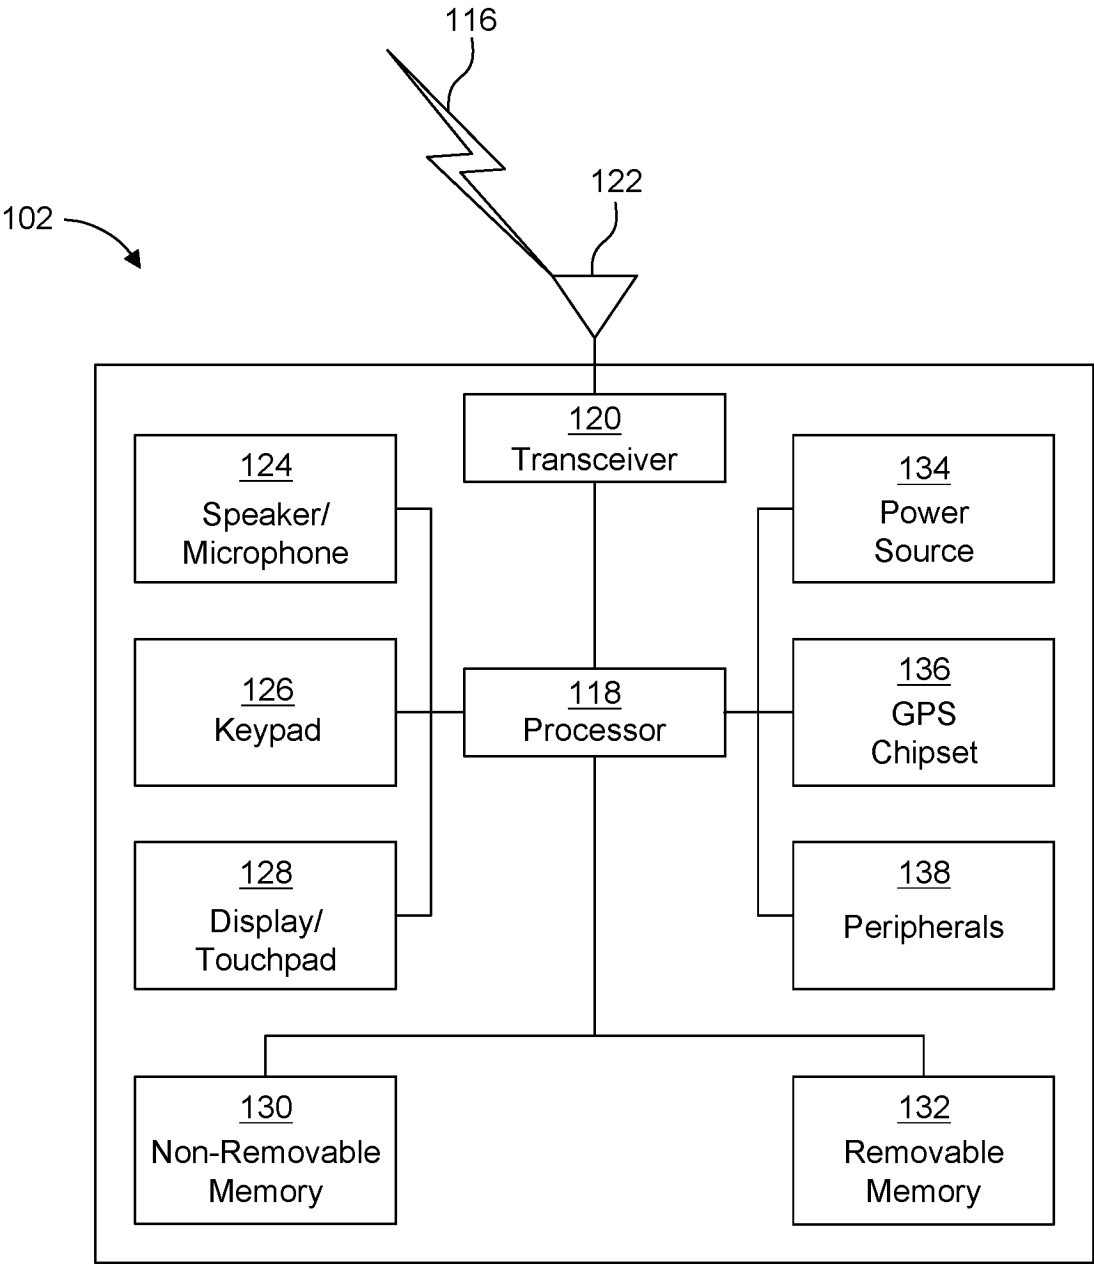 116
122
102
120
Transceiver
124
Speaker/
Microphone
134
Power
Source
126
Keypad
118
Processor
136
GPS
Chipset
128
Display/
Touchpad
138
Peripherals
130
Non-Removable
Memory
132
Removable
Memory